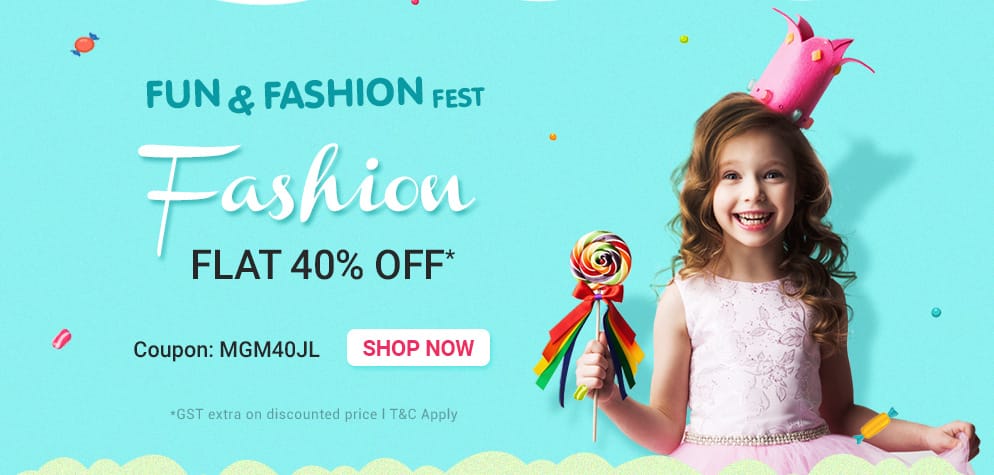 FUN & FASHION FEST
Fashion
FLAT 40% OFF*
Coupon: MGM40JL SHOP NOW
*GST extra on discounted price l T&C Apply